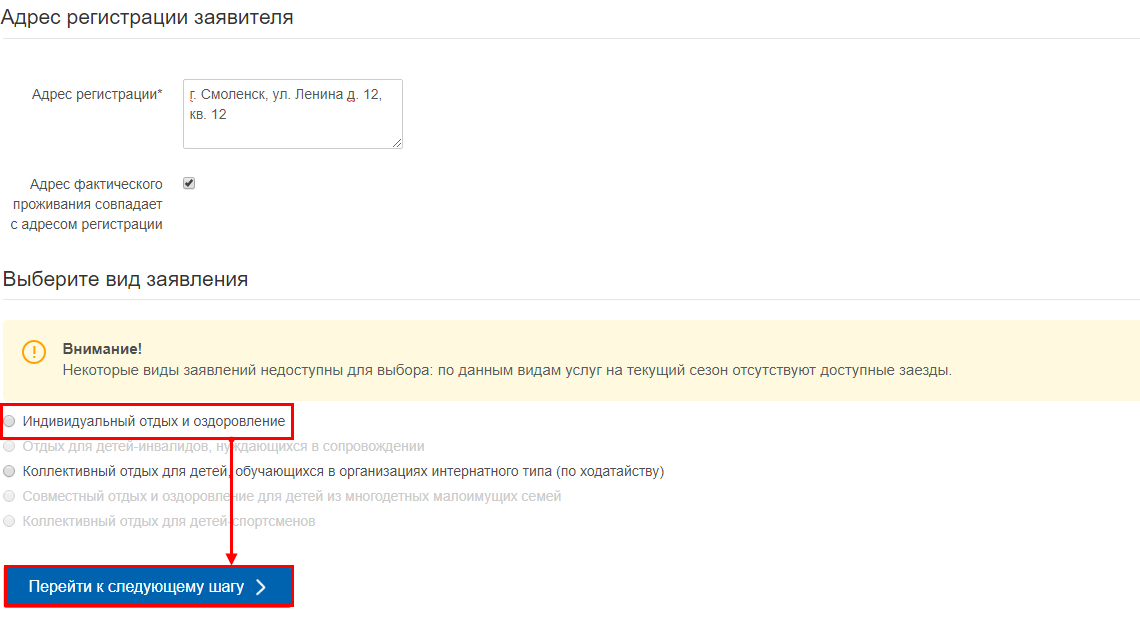 Адрес регистрации заявителя
Адрес регистрации*
г. Смоленск, ул. Ленина д. 12,
кв. 12
Адрес фактического
проживания совпадает
с адресом регистрации
Выберите вид заявления
Внимание!
Некоторые виды заявлений недоступны для выбора: по данным видам услуг на текущий сезон отсутствуют доступные заезды.
Индивидуальный отдых и оздоровление
Отдых для детей-инвалидов, нуждающихся в сопровождении
Коллективный отдых для детей, обучающихся в организациях интернатного типа (по ходатайству)
Совместный отдых и оздоровление для детей из многодетных малоимущих семей
Коллективный отдых для детей-спортсменов
Перейти к следующему шагу